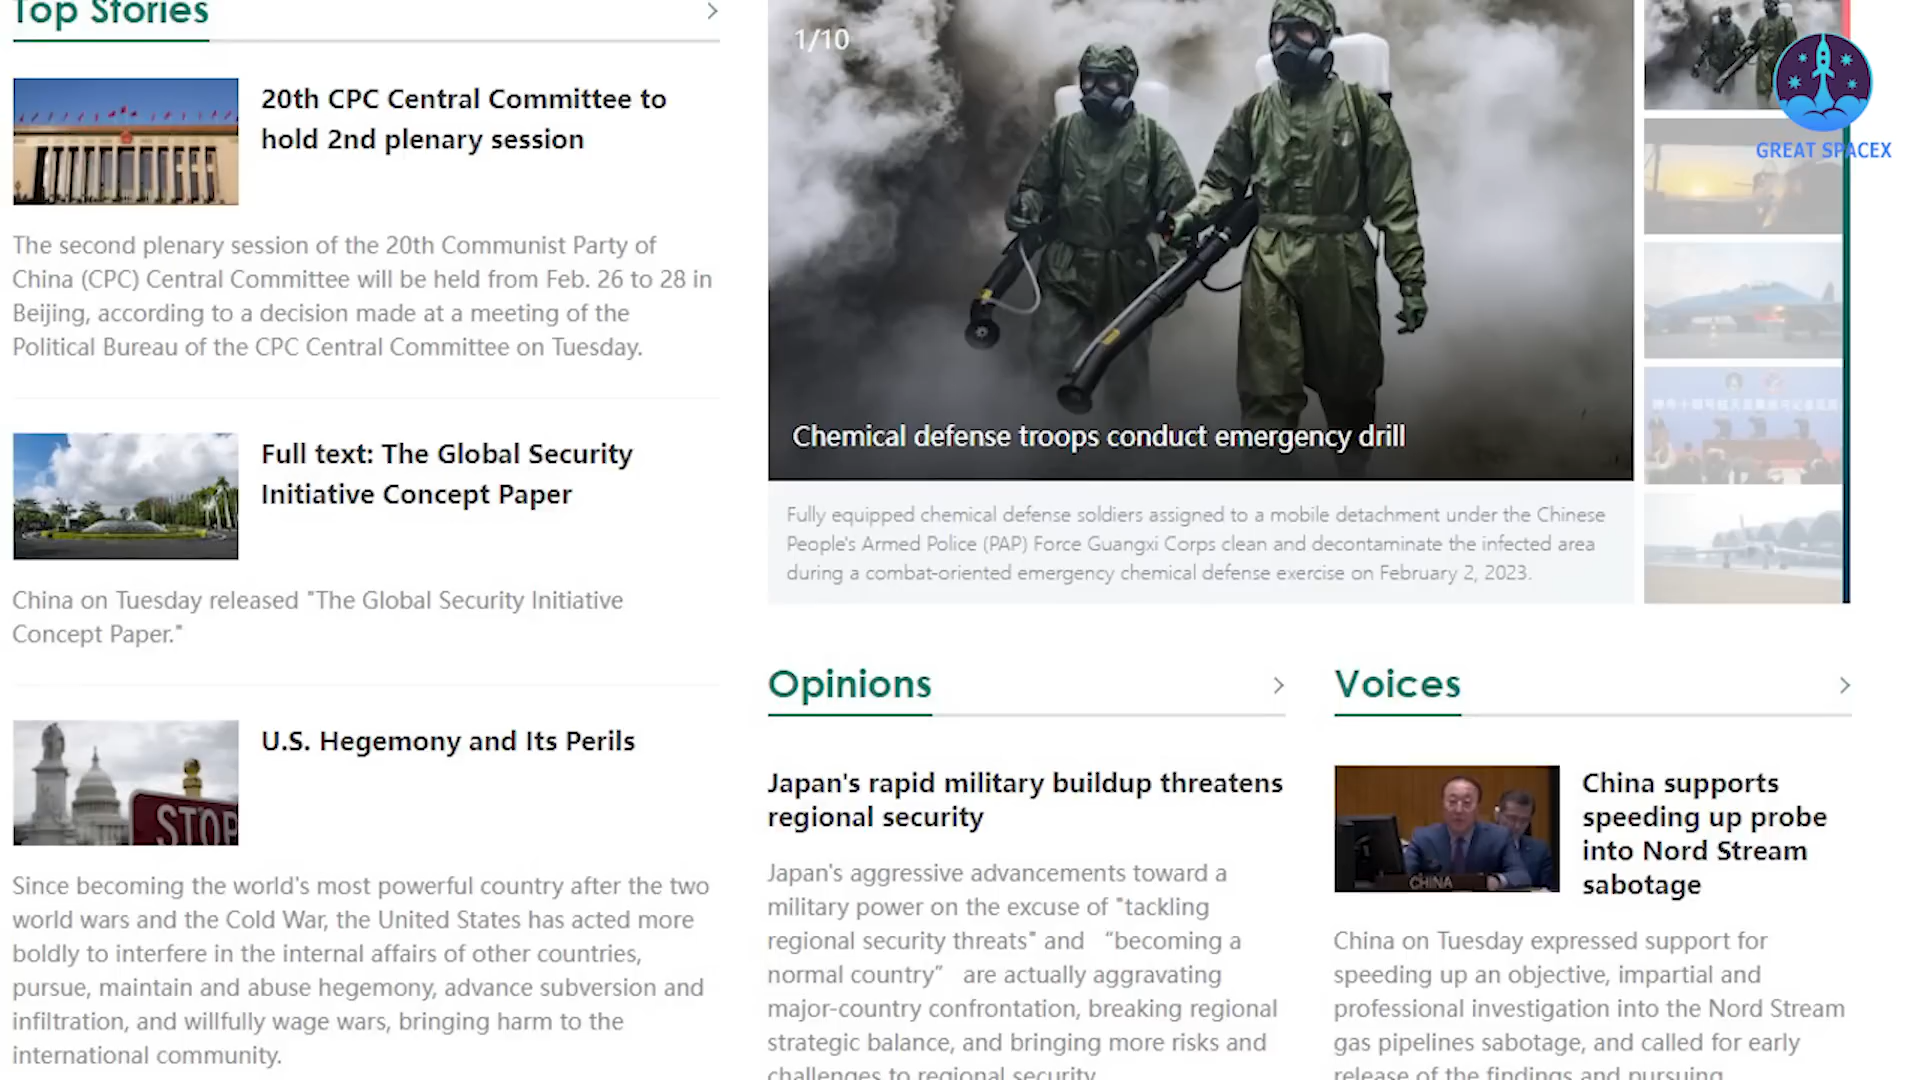 Top Stories
20th CPC Central Committee to
hold 2nd plenary session
The second plenary session of the 20th Communist Party of
China (CPC) Central Committee will be held from Feb. 26 to 28 in
Beijing, according to a decision made at a meeting of the
Political Bureau of the CPC Central Committee on Tuesday.
Full text: The Global Security
Initiative Concept Paper
China on Tuesday released "The Global Security Initiative
Concept Paper."
U.S. Hegemony and Its Perils
STOP
Since becoming the world's most powerful country after the two
world wars and the Cold War, the United States has acted more
boldly to interfere in the internal affairs of other countries,
pursue, maintain and abuse hegemony, advance subversion and
infiltration, and willfully wage wars, bringing harm to the
international community.
1/10
Chemical defense troops conduct emergency drill
Fully equipped chemical defense soldiers assigned to a mobile detachment under the Chinese
People's Armed Police (PAP) Force Guangxi Corps clean and decontaminate the infected area
during a combat-oriented emergency chemical defense exercise on February 2, 2023.
GREAT SPACEX
Opinions
Japan's rapid military buildup threatens
regional security
Japan's aggressive advancements toward a
military power on the excuse of "tackling
regional security threats" and “becoming a
normal country” are actually aggravating
major-country confrontation, breaking regional
strategic balance, and bringing more risks and
challenges to regional security.
Voices
China supports
speeding up probe
into Nord Stream
sabotage
CHINA
China on Tuesday expressed support for
speeding up an objective, impartial and
professional investigation into the Nord Stream
gas pipelines sabotage, and called for early
release of the findings and pursuing